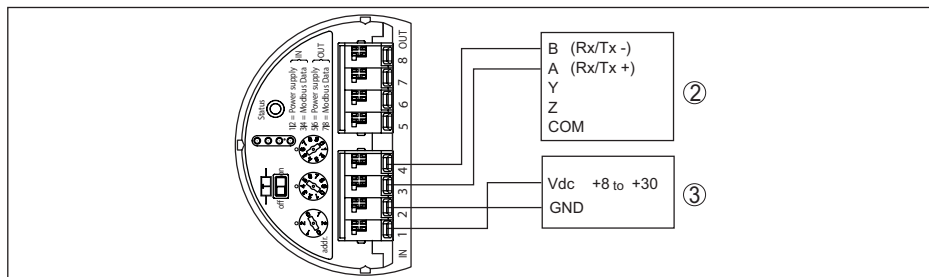 Status
1|2 = Power supply
3|4 = Modbus Data
IN
5|6 = Power supply
7|8 = Modbus Data
OUT
on
off
addr.
OUT
8
7
6
5
4
3
2
1
IN
B (Rx/Tx -)
A (Rx/Tx +)
Y
Z
COM
②
Vdc +8 to +30
GND
③